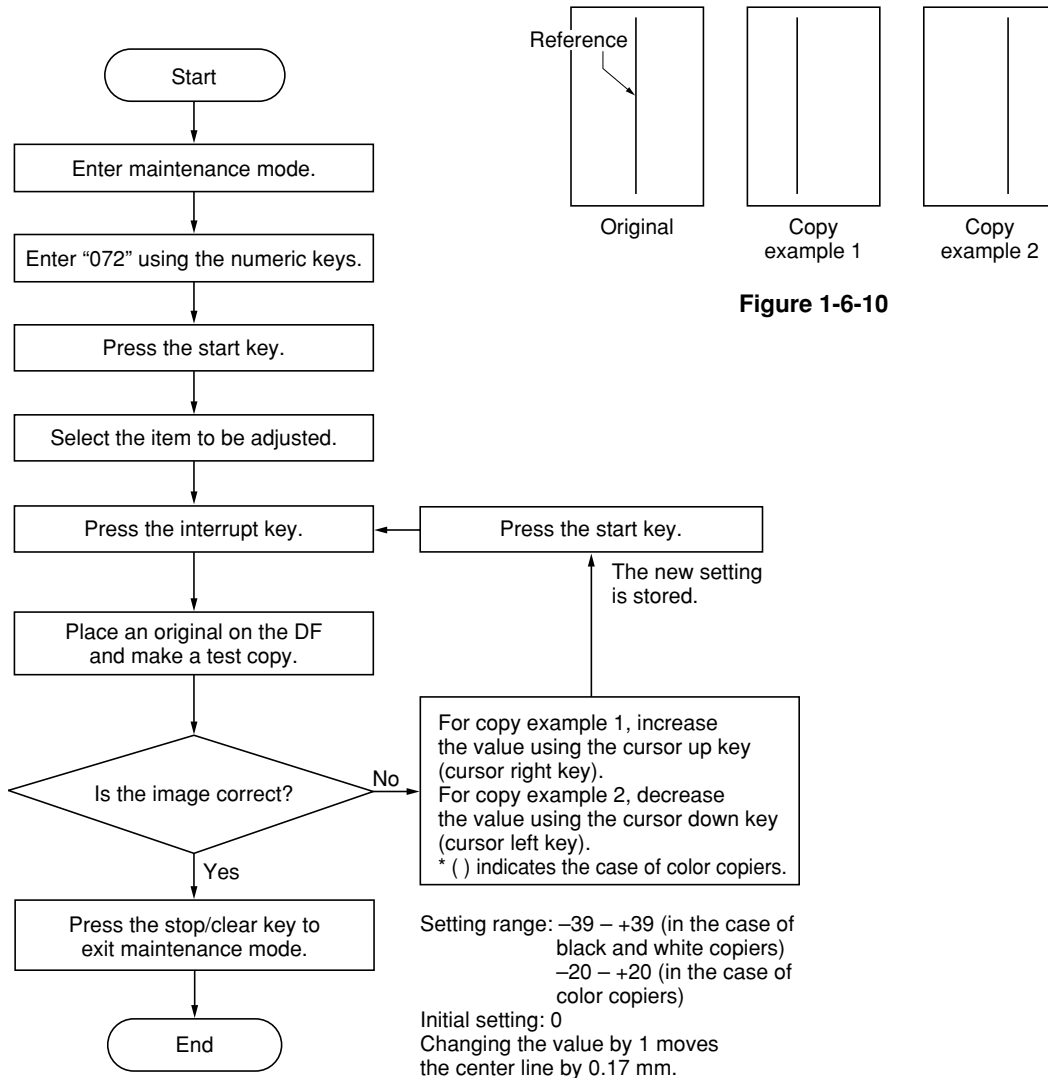 Start
Enter maintenance mode.
Enter “072” using the numeric keys.
Press the start key.
Select the item to be adjusted.
Press the interrupt key.
Press the start key.
The new setting
is stored.
Place an original on the DF
and make a test copy.
Is the image correct?
No
Yes
For copy example 1, increase
the value using the cursor up key
(cursor right key).
For copy example 2, decrease
the value using the cursor down key
(cursor left key).
* ( ) indicates the case of color copiers.
Press the stop/clear key to
exit maintenance mode.
End
Setting range: –39 – +39 (in the case of
black and white copiers)
–20 – +20 (in the case of
color copiers)
Initial setting: 0
Changing the value by 1 moves
the center line by 0.17 mm.
Reference
Original
Copy
example 1
Copy
example 2
Figure 1-6-10